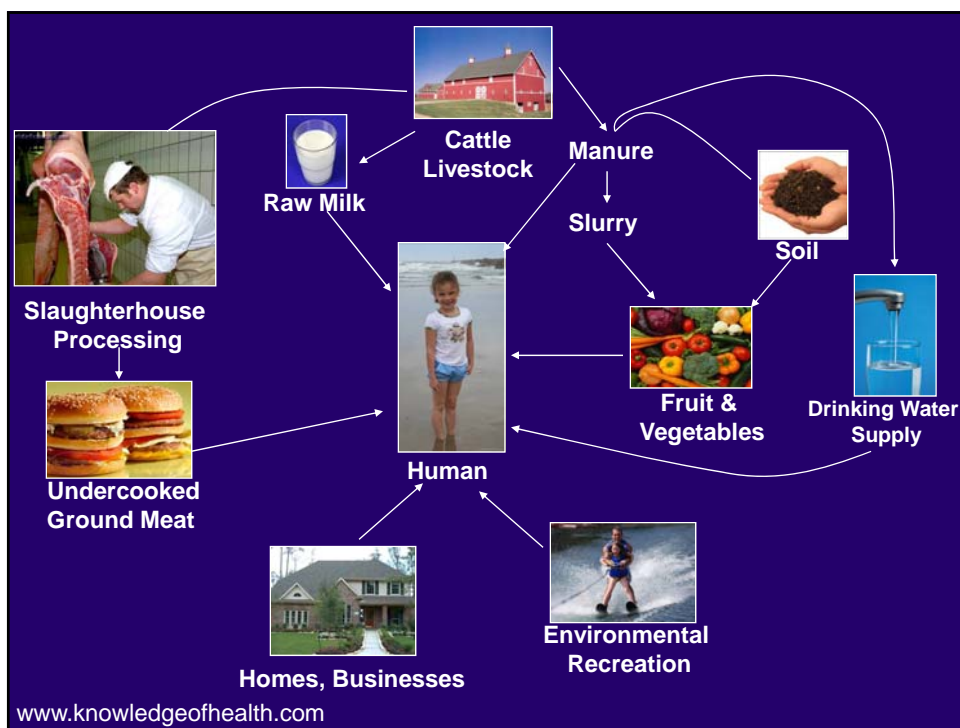 Cattle
Livestock
Manure
Raw Milk
Slurry
Soil
Slaughterhouse
Processing
Fruit &
Vegetables
Drinking Water
Supply
Human
Undercooked
Ground Meat
Environmental
Recreation
Homes, Businesses
www.knowledgeofhealth.com